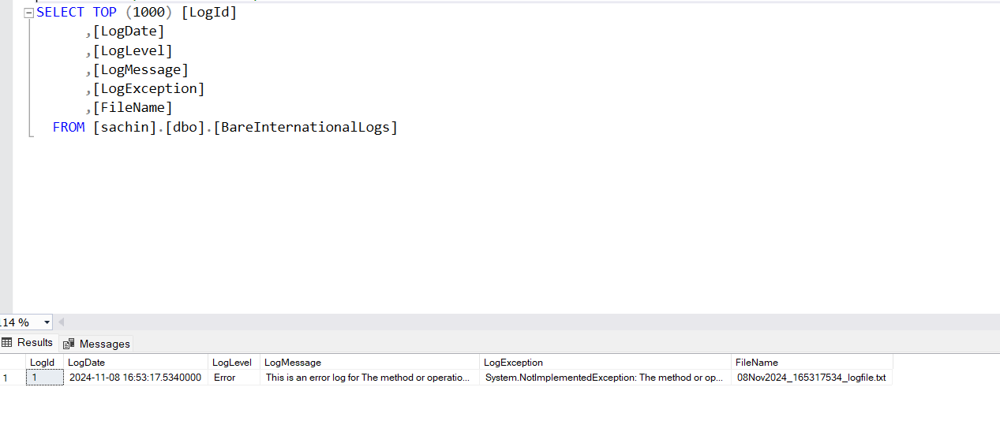 SELECT TOP (1000) [LogId]
,[LogDate]
,[LogLevel]
,[LogMessage]
,[LogException]
,[FileName]
FROM [sachin].[dbo].[BareInternationalLogs]
114 %
Results Messages
LogId LogDate LogLevel LogMessage LogException FileName
1 1 2024-11-08 16:53:17.5340000 Error This is an error log for The method or operatio... System.NotImplementedException: The method or op... 08Nov2024_165317534_logfile.txt